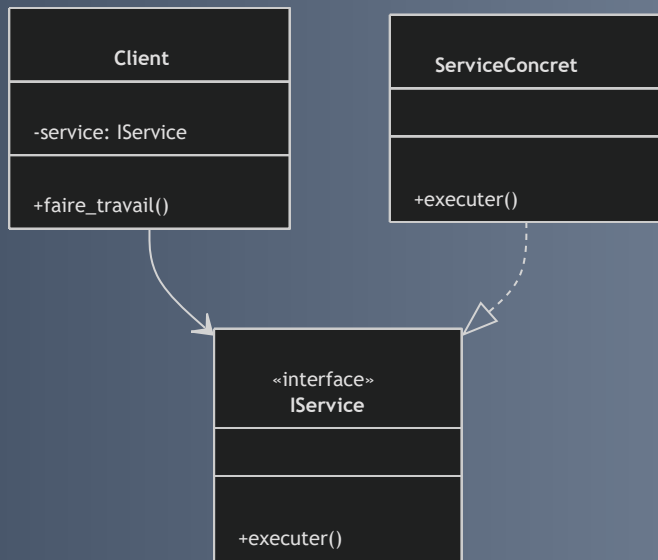 Client
-service: IService
+faire_travail()
ServiceConcret
+executer()
«interface»
IService
+executer()